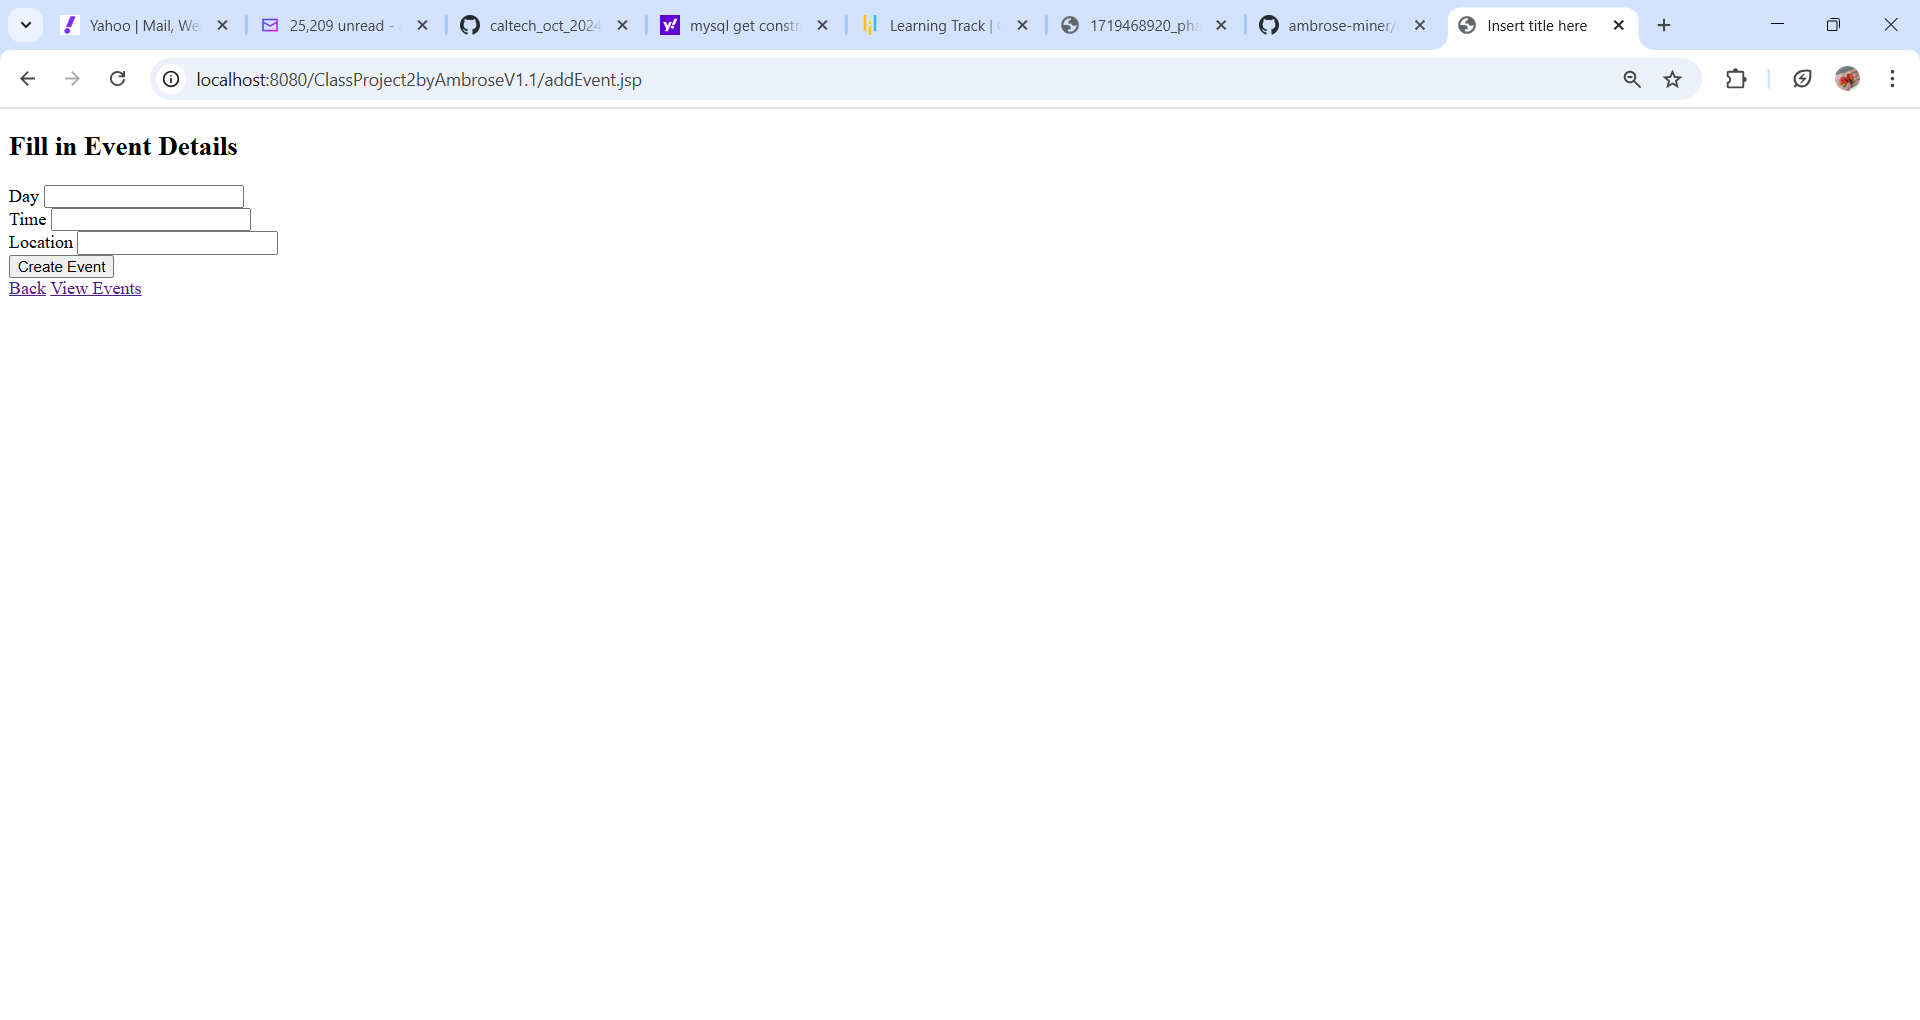 Yahoo | Mail, We
25,209 unread -
caltech_oct_2024
mysql get constr
Learning Track |
1719468920_pha
ambrose-miner/
Insert title here
localhost:8080/ClassProject2byAmbroseV1.1/addEvent.jsp
Fill in Event Details
Day
Time
Location
Create Event
Back View Events